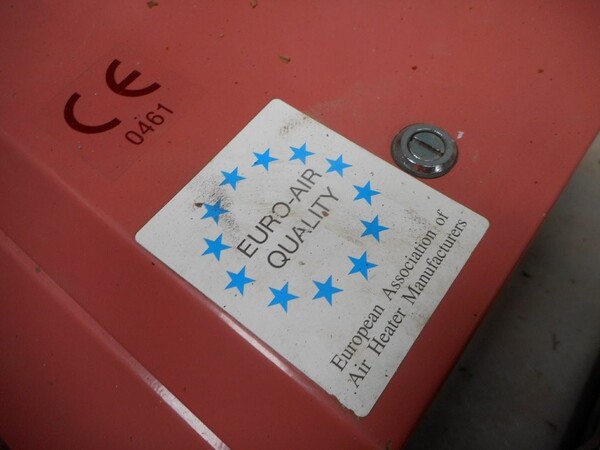 CE
0461
EURO-AIR
QUALITY
European Association of
Air Heater Manufacturers